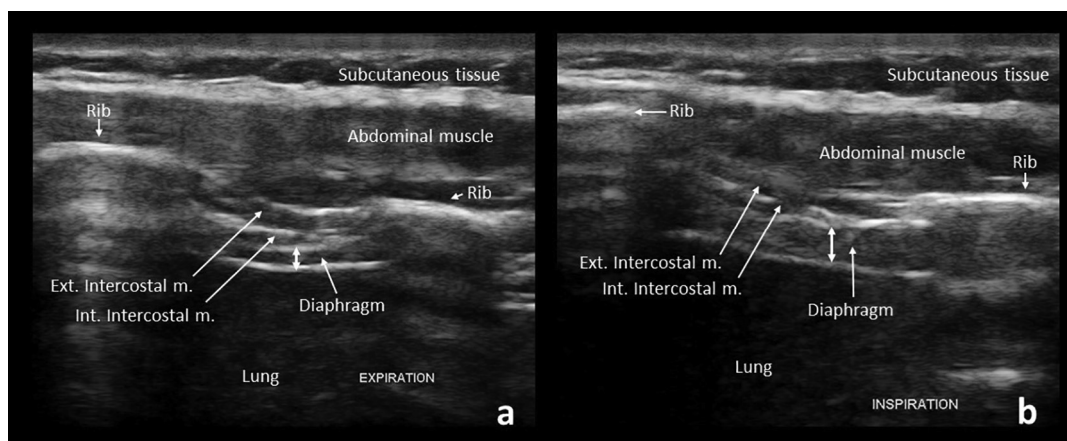 Subcutaneous tissue
Rib
Abdominal muscle
Rib
Ext. Intercostal m.
Int. Intercostal m.
Diaphragm
Lung
EXPIRATION
a
Subcutaneous tissue
Rib
Abdominal muscle
Rib
Ext. Intercostal m.
Int. Intercostal m.
Diaphragm
Lung
INSPIRATION
b